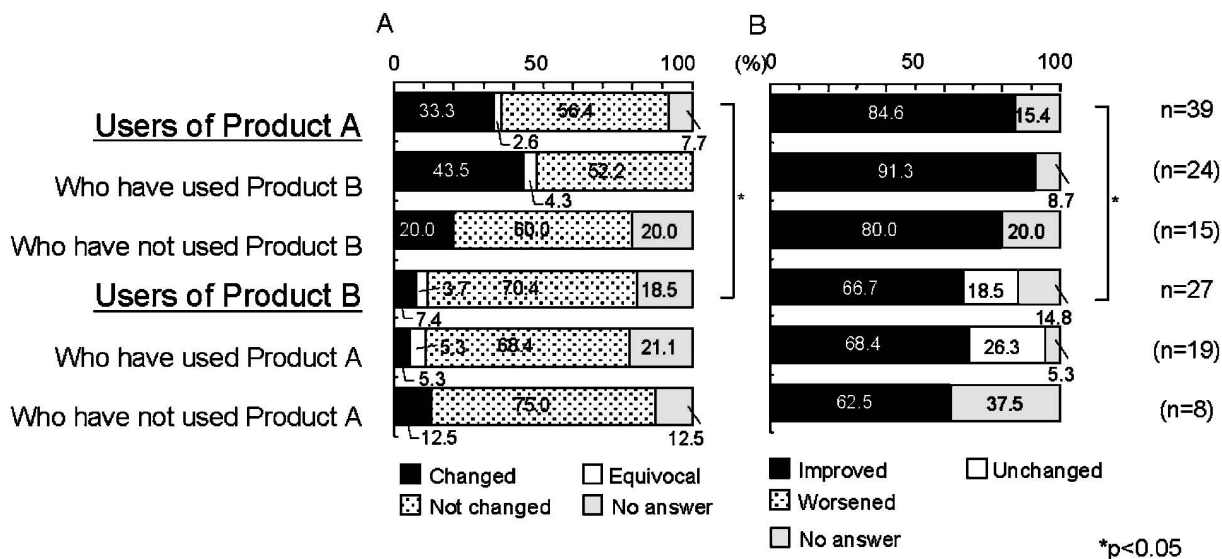 A
B
0 50 100
(%)
0 50 100
Users of Product A
33.3 56.4
2.6 7.7
84.6 15.4
n=39
Who have used Product B
43.5 52.2
4.3
91.3
8.7
(n=24)
Who have not used Product B
20.0 60.0 20.0
80.0 20.0
(n=15)
*
*
Users of Product B
3.7 70.4 18.5
7.4
66.7 18.5
14.8
n=27
Who have used Product A
5.3 68.4 21.1
5.3
68.4 26.3
5.3
(n=19)
Who have not used Product A
75.0
12.5 12.5
62.5 37.5
(n=8)
Changed Equivocal
Not changed No answer
Improved Unchanged
Worsened
No answer
*p<0.05